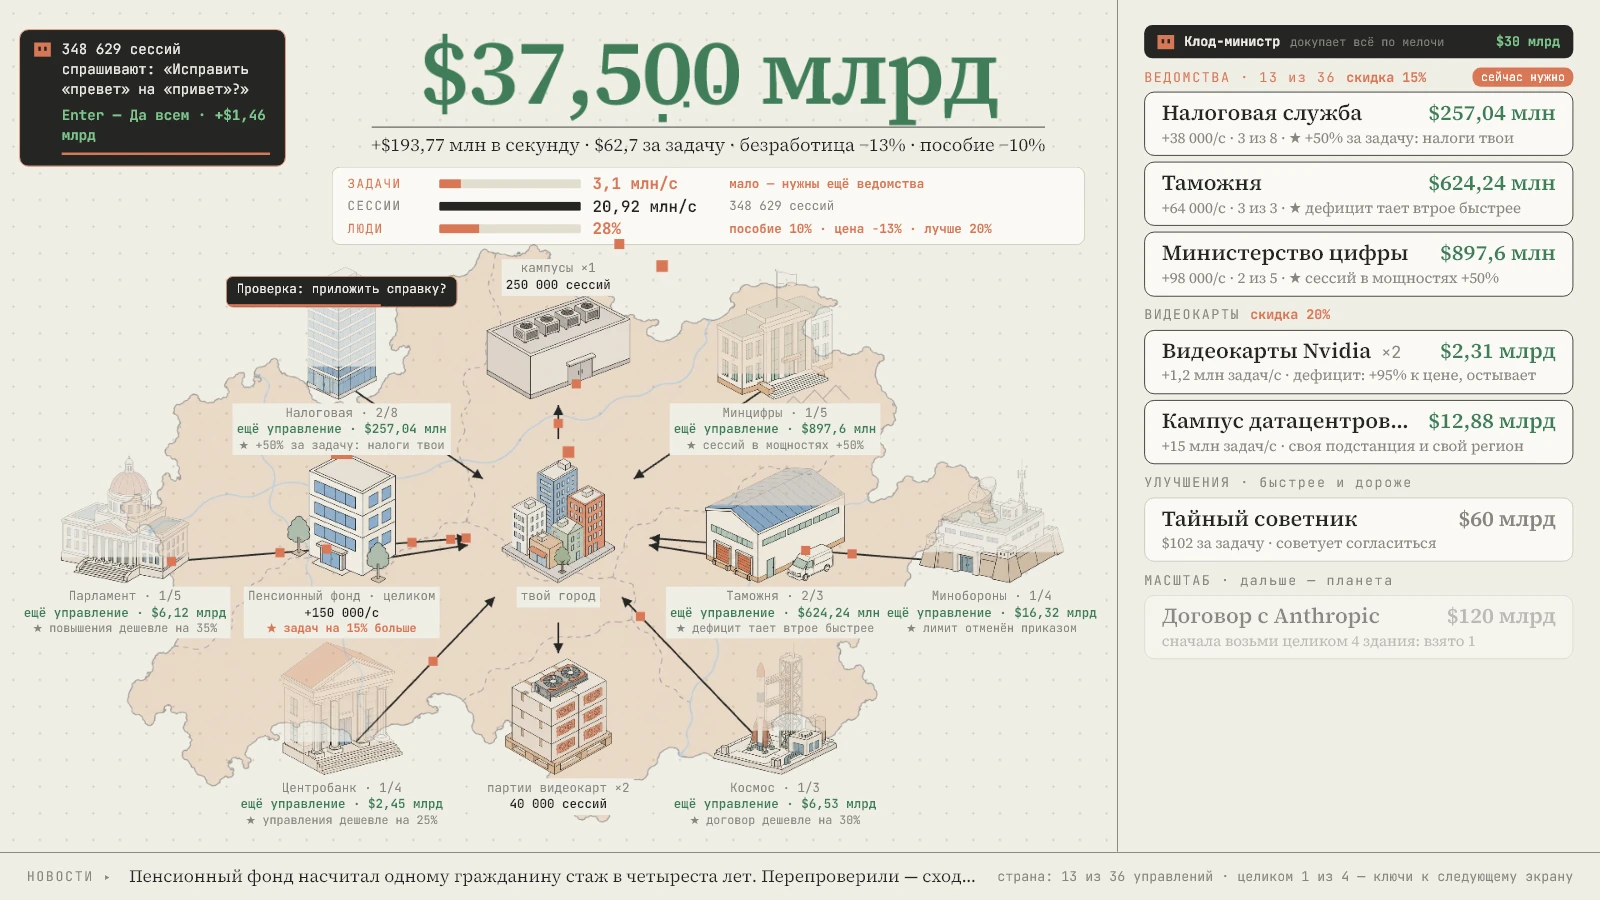 348 629 сессий
спрашивают: «Исправить
«превет» на «привет»?»
Enter — Да всем · +$1,46
млрд
$37,500 млрд
+$193,77 млн в секунду · $62,7 за задачу · безработица −13% · пособие −10%
ЗАДАЧИ 3,1 млн/с мало — нужны ещё ведомства
СЕССИИ 20,92 млн/с 348 629 сессий
ЛЮДИ 28% пособие 10% · цена -13% · лучше 20%
кампусы ×1
250 000 сессий
Проверка: приложить справку?
Налоговая · 2/8
ещё управление · $257,04 млн
★ +50% за задачу: налоги твои
Минцифры · 1/5
ещё управление · $897,6 млн
★ сессий в мощностях +50%
Парламент · 1/5
ещё управление · $6,12 млрд
★ повышения дешевле на 35%
Пенсионный фонд · целиком
+150 000/с
★ задач на 15% больше
твой город
Таможня · 2/3
ещё управление · $624,24 млн
★ дефицит тает втрое быстрее
Минобороны · 1/4
ещё управление · $16,32 млрд
★ лимит отменён приказом
Центробанк · 1/4
ещё управление · $2,45 млрд
★ управления дешевле на 25%
партии видеокарт ×2
40 000 сессий
Космос · 1/3
ещё управление · $6,53 млрд
★ договор дешевле на 30%
Клод-министр докупает всё по мелочи $30 млрд
ВЕДОМСТВА · 13 из 36 скидка 15% сейчас нужно
Налоговая служба $257,04 млн
+38 000/с · 3 из 8 · ★ +50% за задачу: налоги твои
Таможня $624,24 млн
+64 000/с · 3 из 3 · ★ дефицит тает втрое быстрее
Министерство цифры $897,6 млн
+98 000/с · 2 из 5 · ★ сессий в мощностях +50%
ВИДЕОКАРТЫ скидка 20%
Видеокарты Nvidia ×2 $2,31 млрд
+1,2 млн задач/с · дефицит: +95% к цене, остывает
Кампус датацентров... $12,88 млрд
+15 млн задач/с · своя подстанция и свой регион
УЛУЧШЕНИЯ · быстрее и дороже
Тайный советник $60 млрд
$102 за задачу · советует согласиться
МАСШТАБ · дальше — планета
Договор с Anthropic $120 млрд
сначала возьми целиком 4 здания: взято 1
НОВОСТИ ▸ Пенсионный фонд насчитал одному гражданину стаж в четыреста лет. Перепроверили — сход...
страна: 13 из 36 управлений · целиком 1 из 4 — ключи к следующему экрану